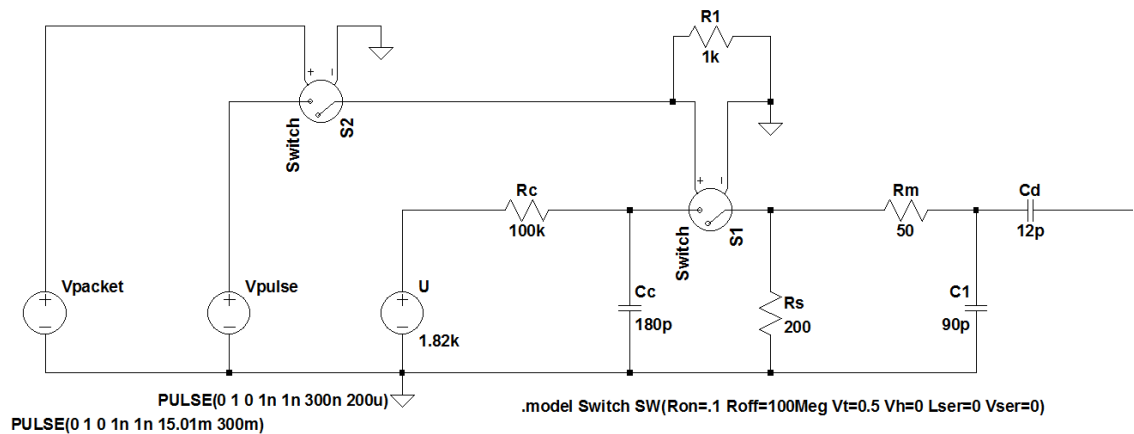 R1
1k
+ −
S2
Switch
+ −
Rc
100k
S1
Switch
Rm
50
Cd
12p
Vpacket
+
−
Vpulse
+
−
U
+
−
1.82k
Cc
180p
Rs
200
C1
90p
PULSE(0 1 0 1n 1n 300n 200u)
PULSE(0 1 0 1n 1n 15.01m 300m)
.model Switch SW(Ron=.1 Roff=100Meg Vt=0.5 Vh=0 Lser=0 Vser=0)